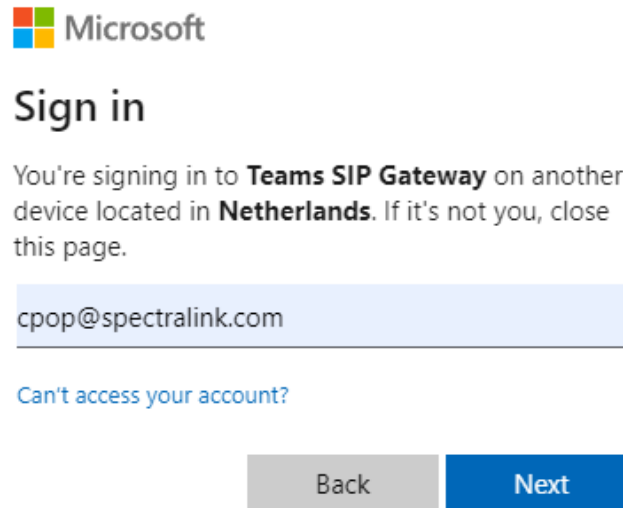 Microsoft
Sign in
You're signing in to Teams SIP Gateway on another
device located in Netherlands. If it's not you, close
this page.
cpop@spectralink.com
Can't access your account?
Back Next